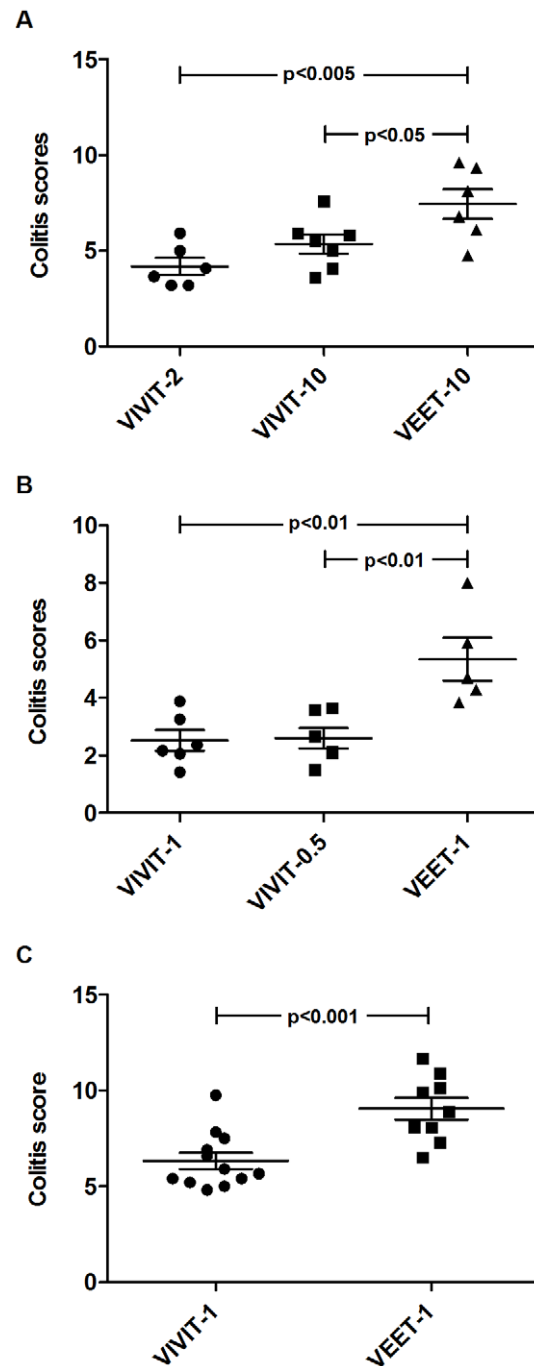 A
15
10
5
0
Colitis scores
p<0.005
p<0.05
VIVIT-2
VIVIT-10
VEET-10
B
10
8
6
4
2
0
Colitis scores
p<0.01
p<0.01
VIVIT-1
VIVIT-0.5
VEET-1
C
15
10
5
0
Colitis score
p<0.001
VIVIT-1
VEET-1